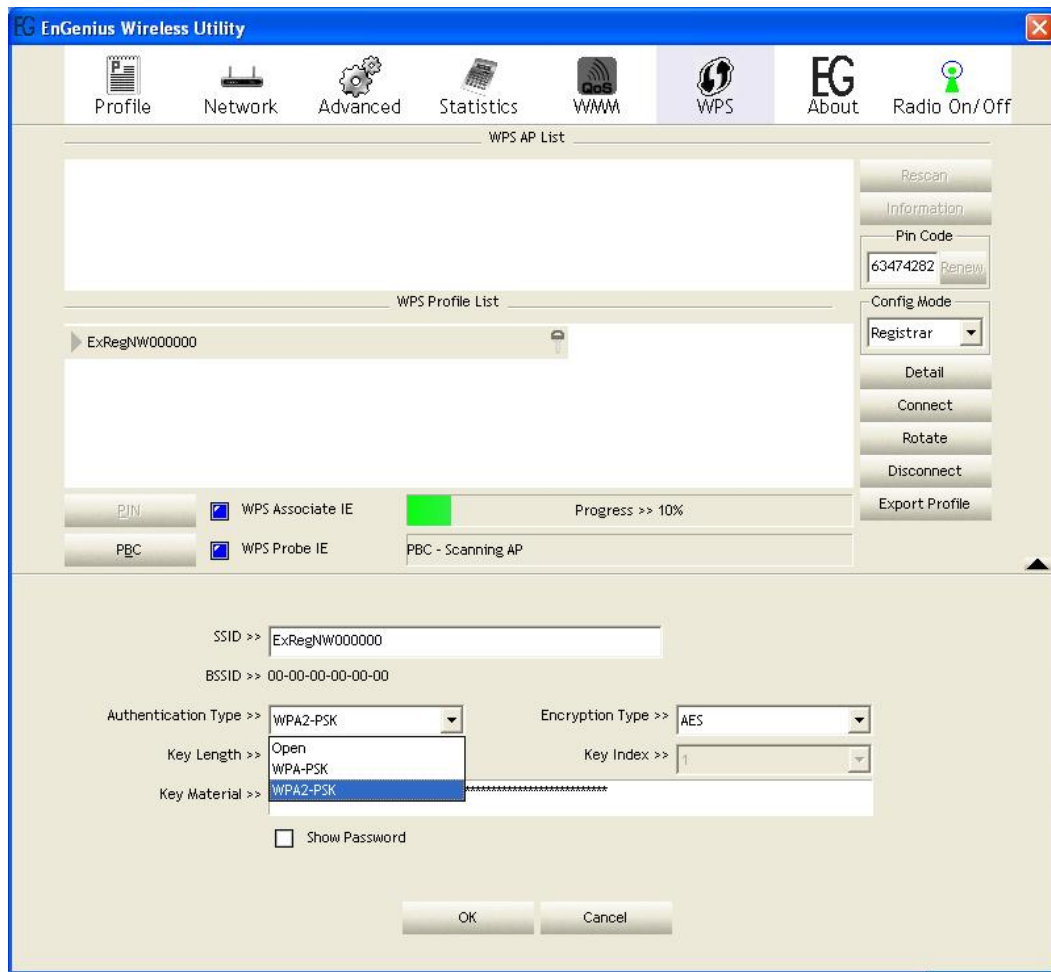 EG EnGenius Wireless Utility
Profile Network Advanced Statistics QoS WMM WPS EG About Radio On/Off
WPS AP List
Rescan
Information
Pin Code
63474282 Renew
WPS Profile List
Config Mode
ExRegNW000000
Registrar
Detail
Connect
Rotate
Disconnect
PIN WPS Associate IE Progress >> 10% Export Profile
PBC WPS Probe IE PBC - Scanning AP
SSID >> ExRegNW000000
BSSID >> 00-00-00-00-00-00
Authentication Type >> WPA2-PSK Encryption Type >> AES
Key Length >> Open Key Index >> 1
WPA-PSK
Key Material >> WPA2-PSK ***************************
Show Password
OK Cancel